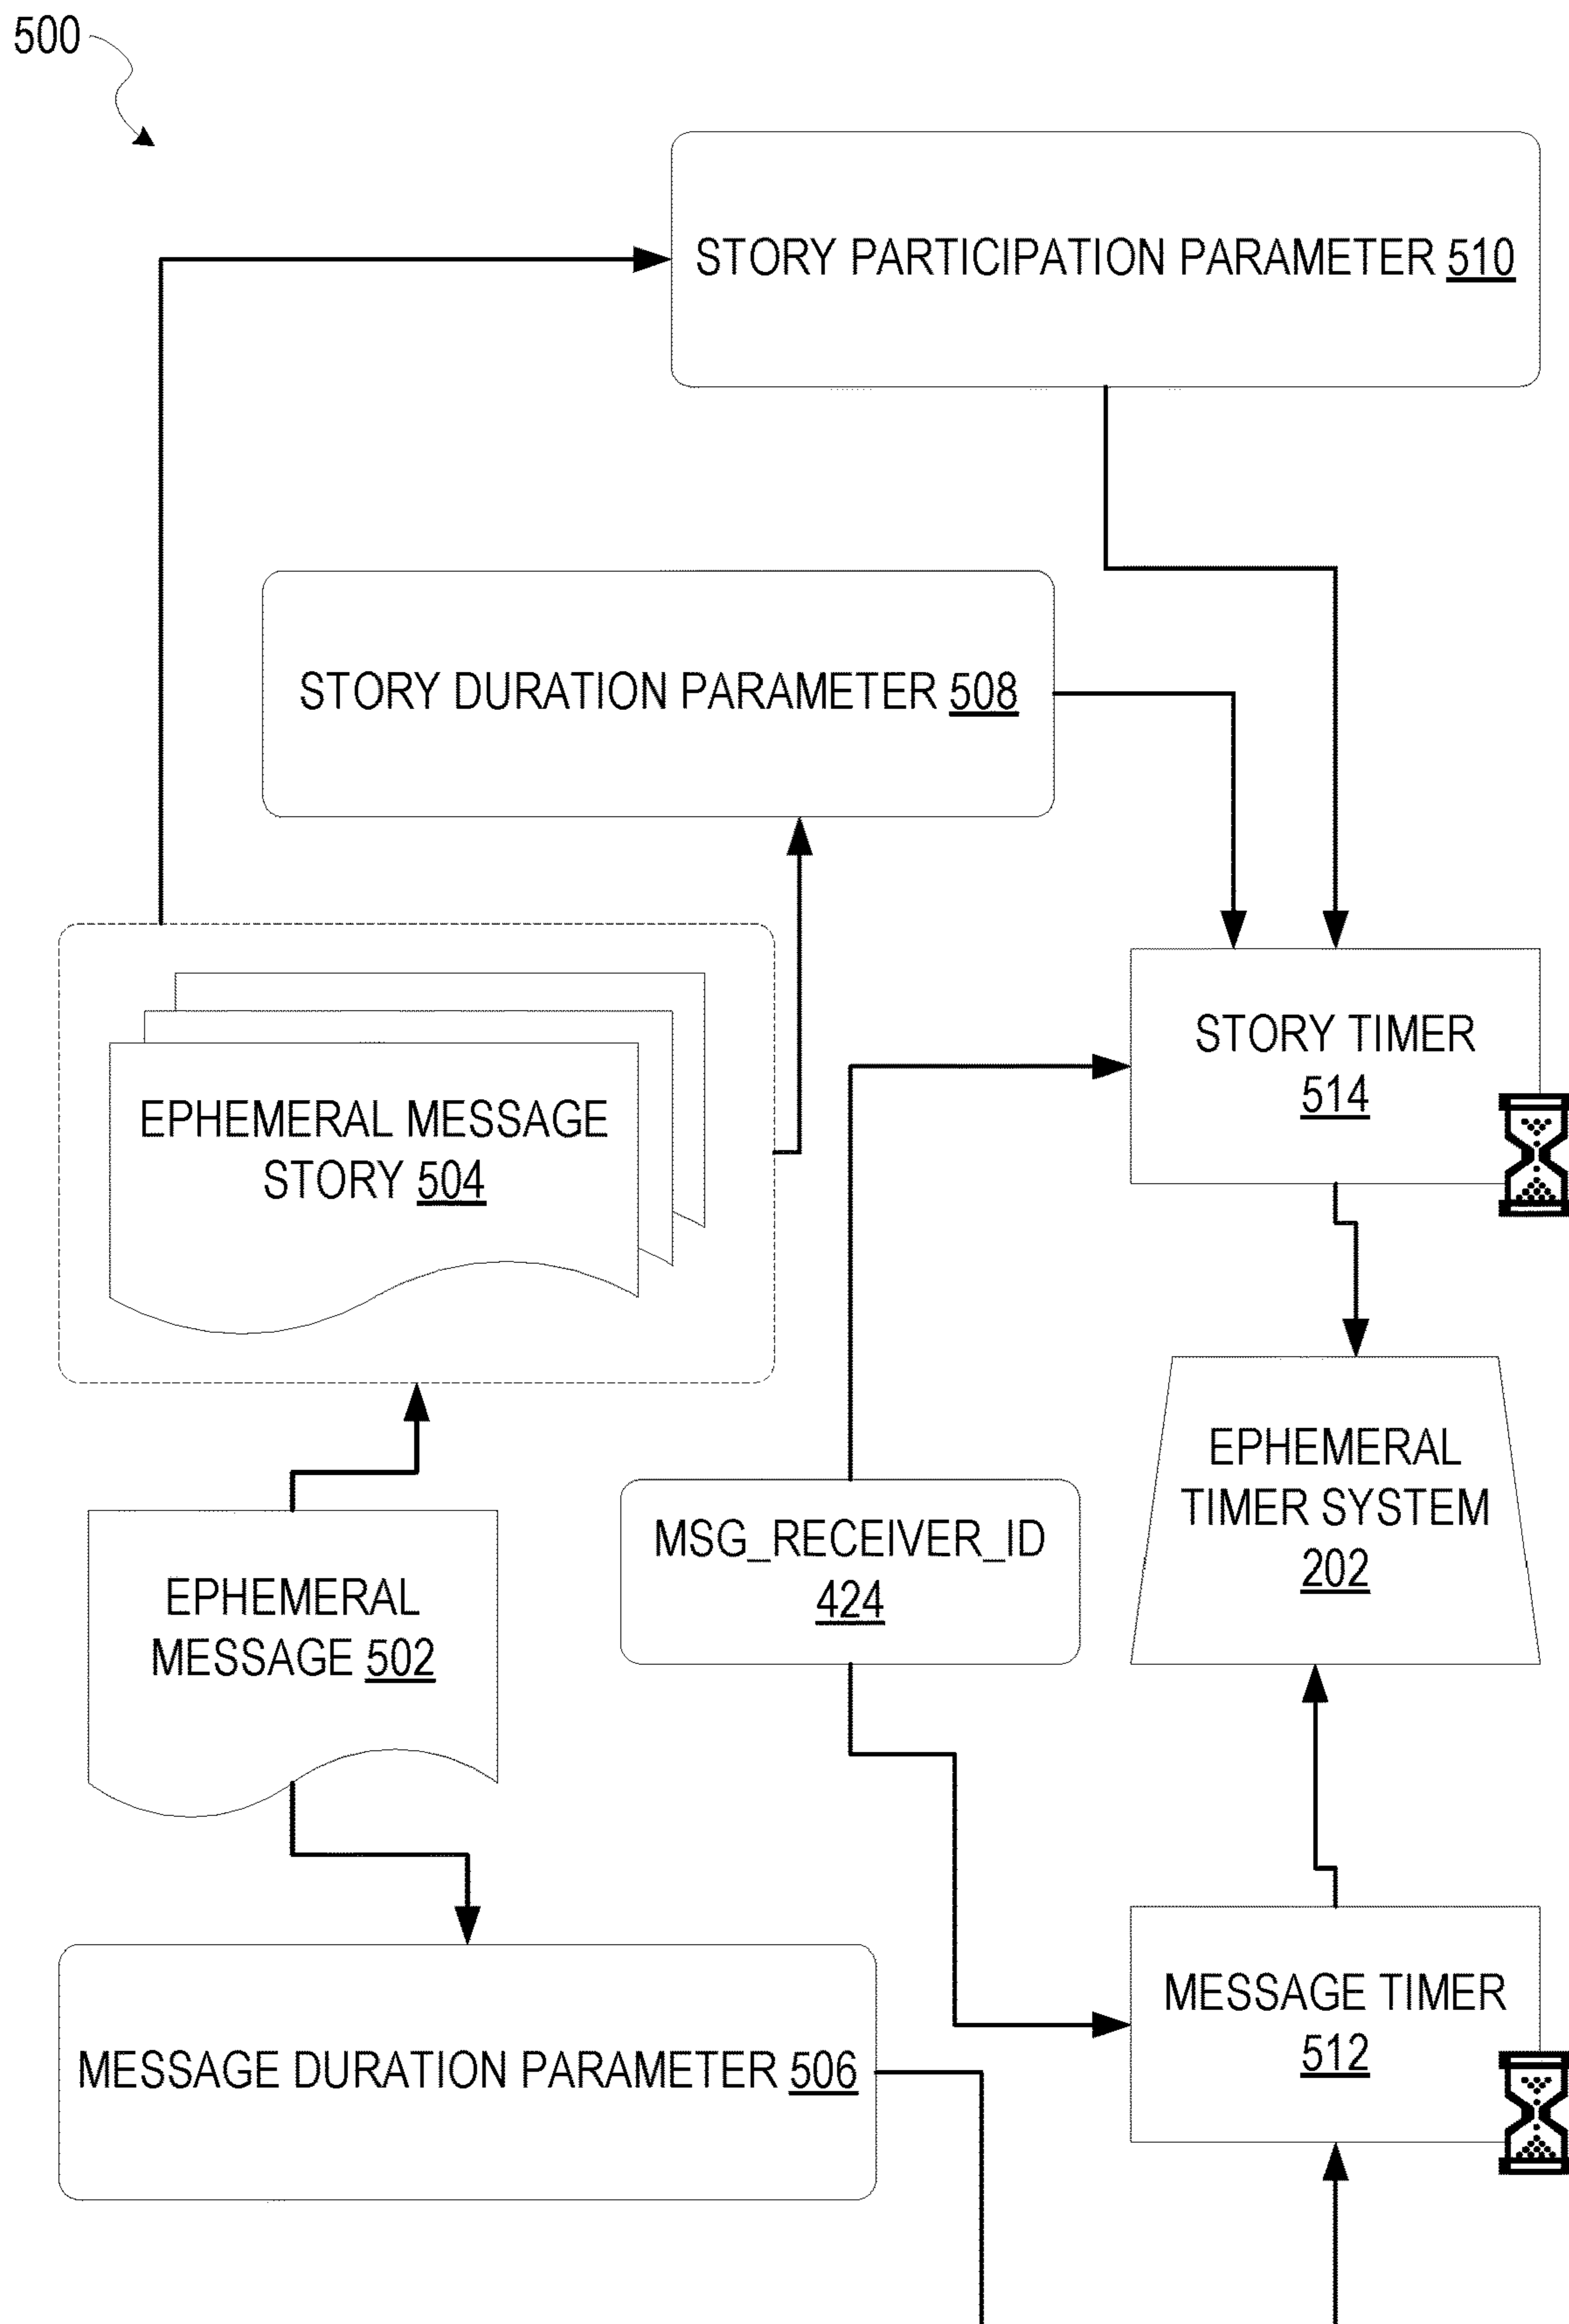 500
STORY PARTICIPATION PARAMETER 510
STORY DURATION PARAMETER 508
STORY TIMER
514
EPHEMERAL MESSAGE
STORY 504
EPHEMERAL
TIMER SYSTEM
202
MSG_RECEIVER_ID
424
EPHEMERAL
MESSAGE 502
MESSAGE TIMER
512
MESSAGE DURATION PARAMETER 506